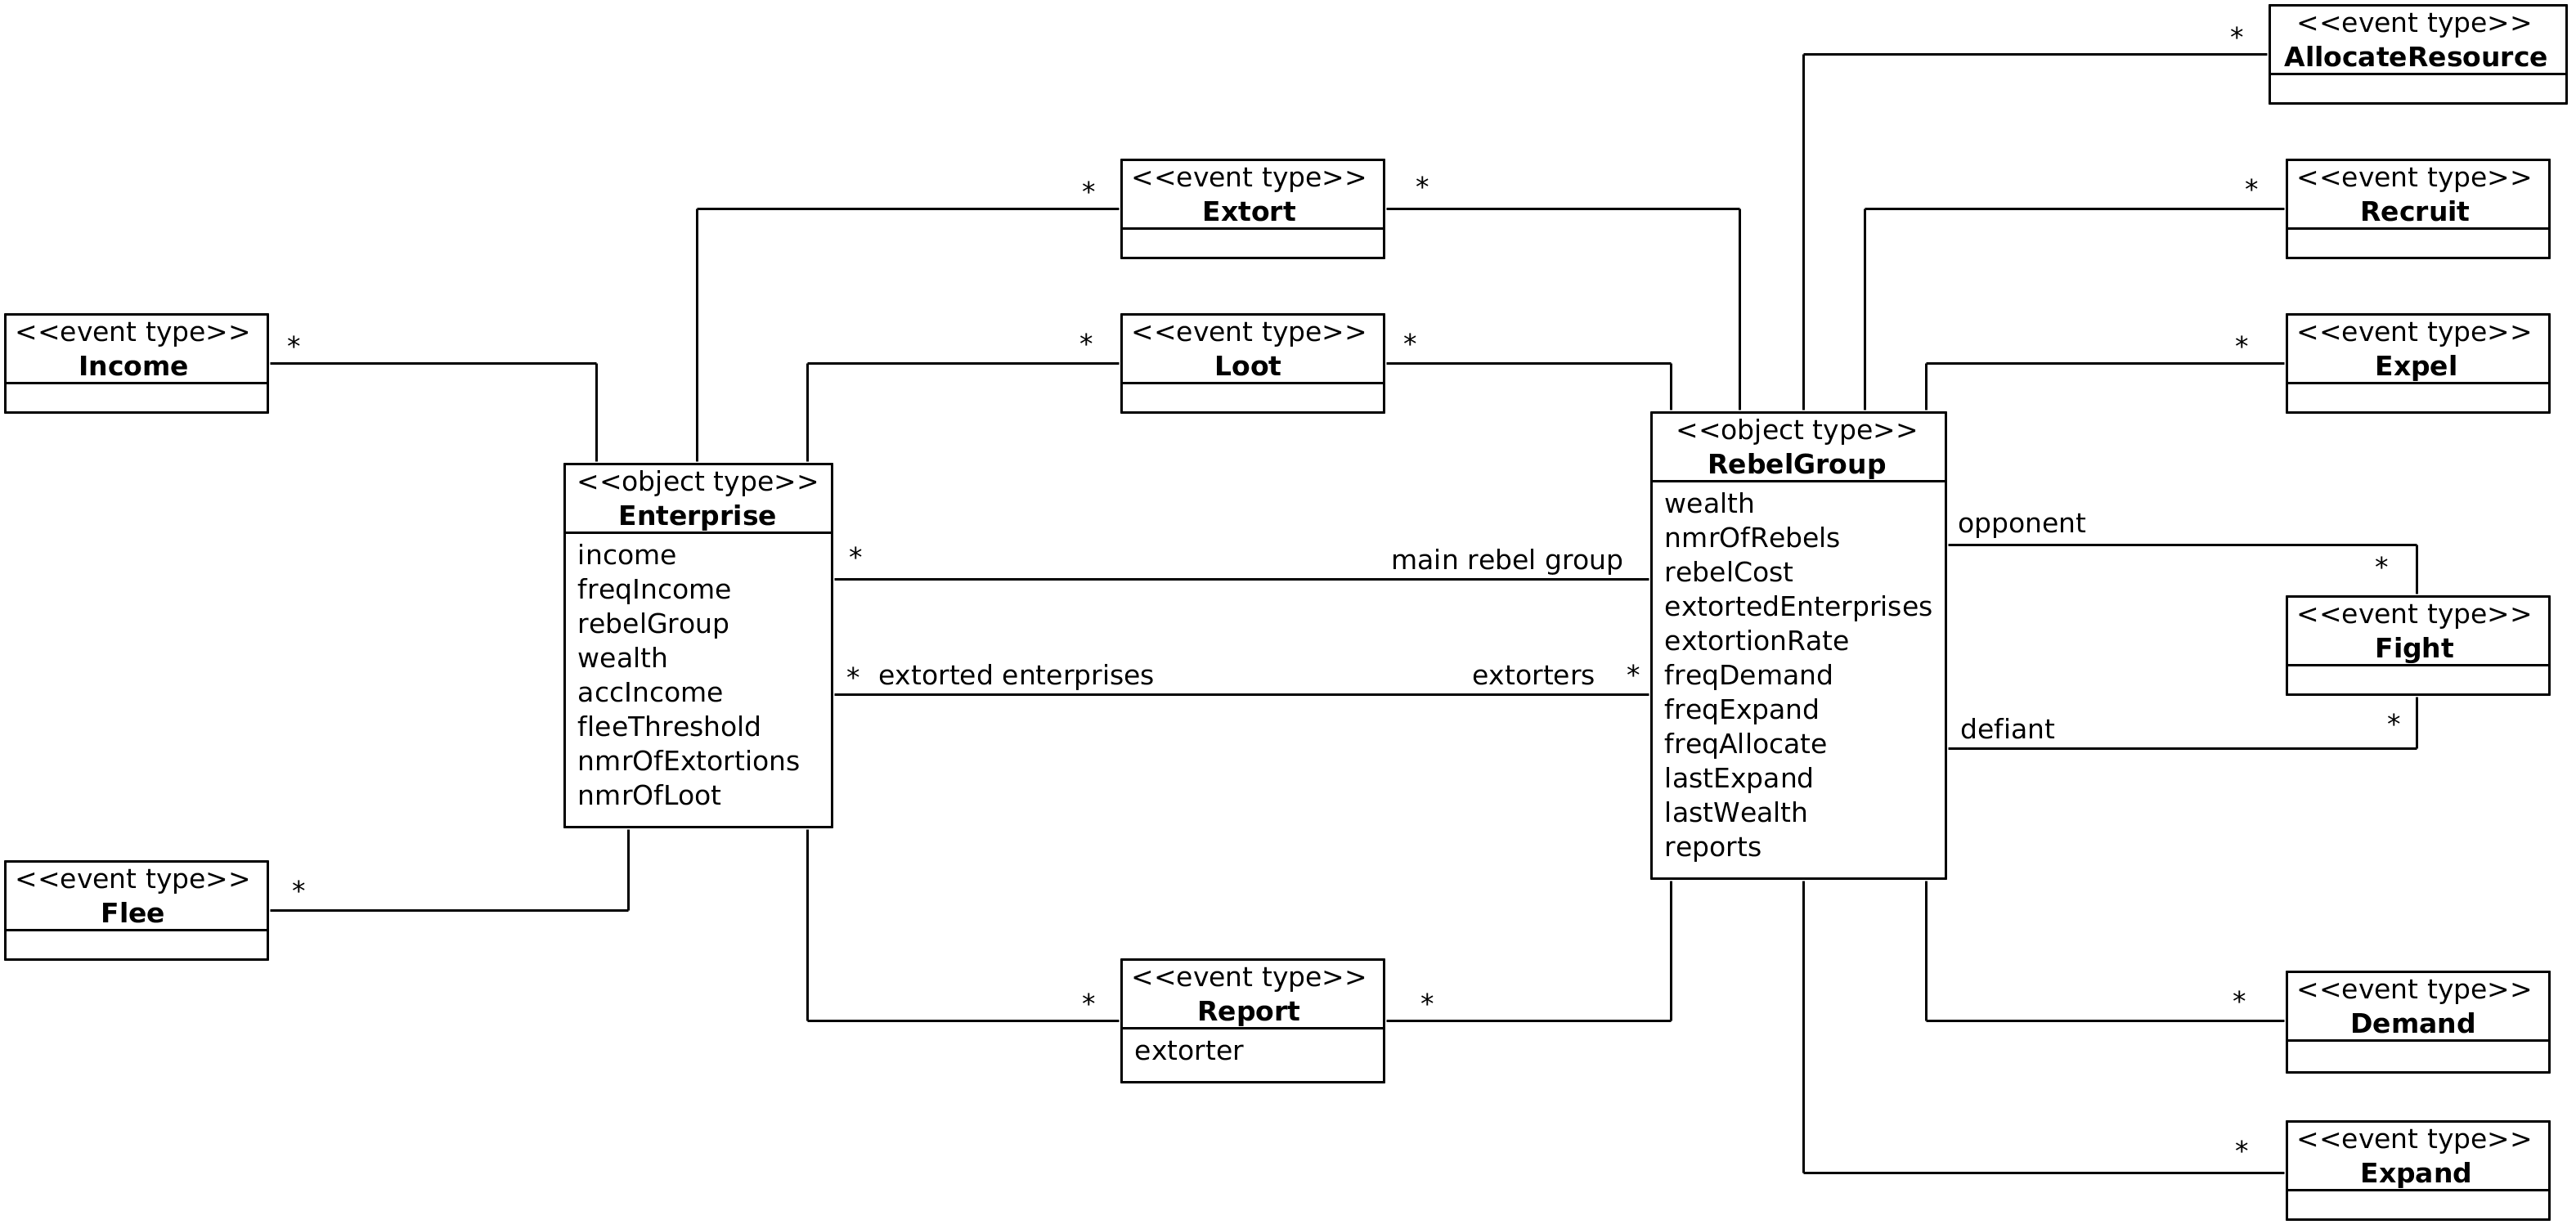 <<event type>>
AllocateResource
*
<<event type>>
Extort
*
*
<<event type>>
Recruit
*
<<event type>>
Income
*
<<event type>>
Loot
*
*
<<event type>>
Expel
*
<<object type>>
Enterprise
income
freqIncome
rebelGroup
wealth
accIncome
fleeThreshold
nmrOfExtortions
nmrOfLoot
* main rebel group
* extorted enterprises extorters *
<<object type>>
RebelGroup
wealth
nmrOfRebels
rebelCost
extortedEnterprises
extortionRate
freqDemand
freqExpand
freqAllocate
lastExpand
lastWealth
reports
opponent
*
<<event type>>
Fight
defiant
*
<<event type>>
Flee
*
<<event type>>
Report
extorter
*
*
<<event type>>
Demand
*
<<event type>>
Expand
*